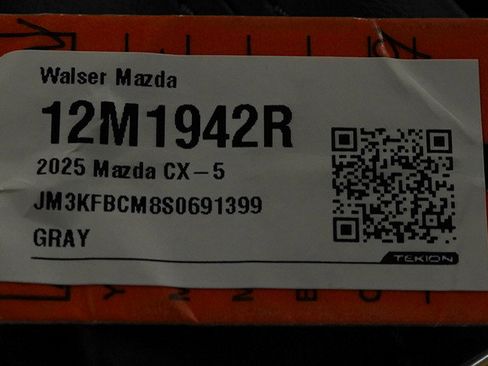 Walser Mazda
12M1942R
2025 Mazda CX-5
JM3KFBCM8S0691399
GRAY
TEKION